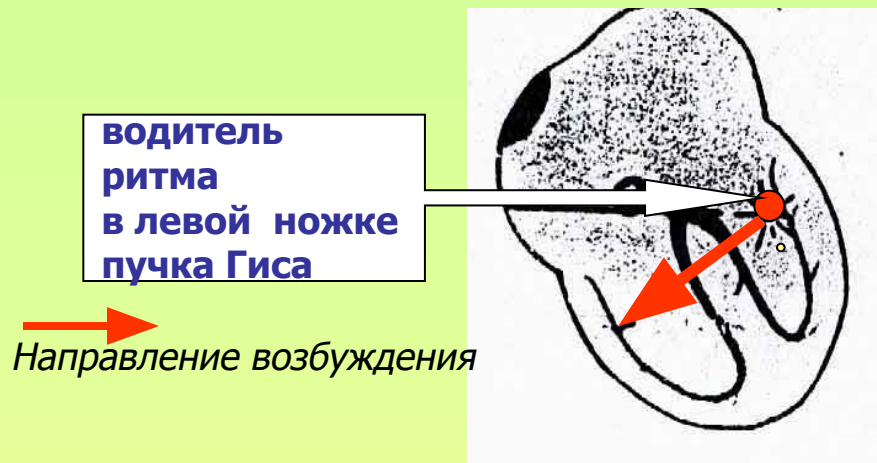 водитель
ритма
в левой ножке
пучка Гиса
Направление возбуждения